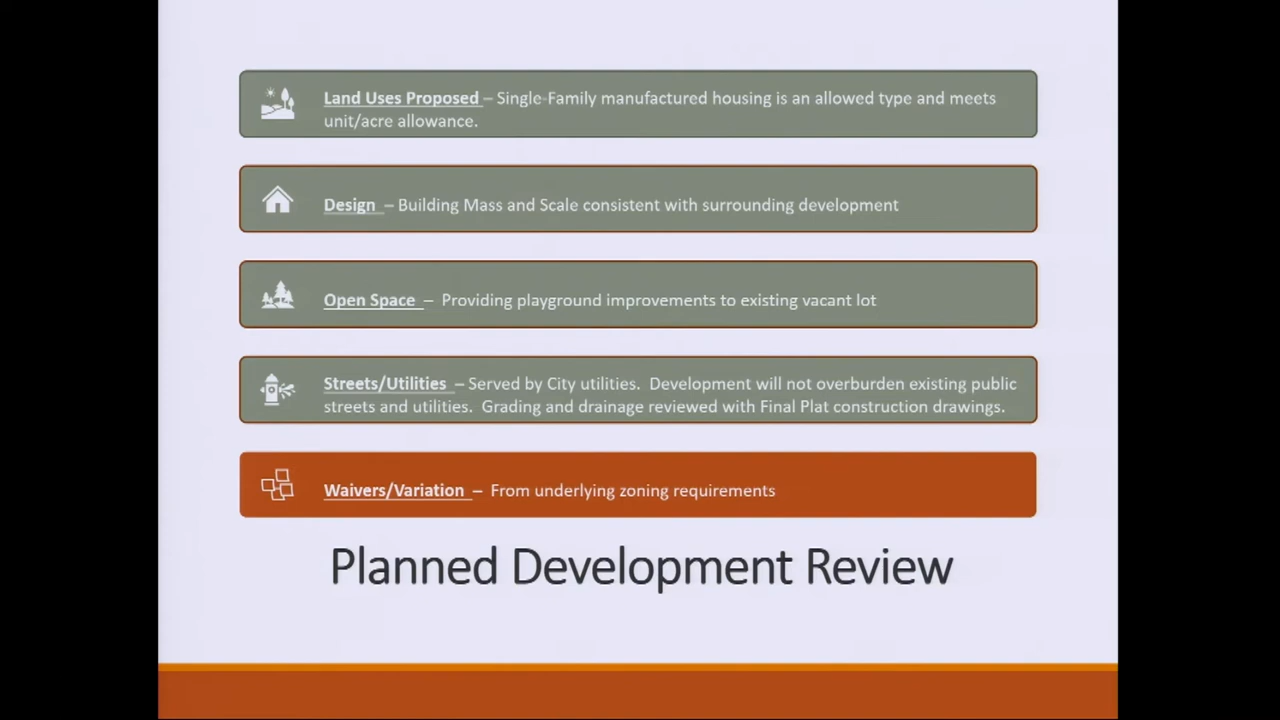 Land Uses Proposed – Single-Family manufactured housing is an allowed type and meets
unit/acre allowance.
Design – Building Mass and Scale consistent with surrounding development
Open Space – Providing playground improvements to existing vacant lot
Streets/Utilities – Served by City utilities. Development will not overburden existing public
streets and utilities. Grading and drainage reviewed with Final Plat construction drawings.
Waivers/Variation – From underlying zoning requirements
Planned Development Review